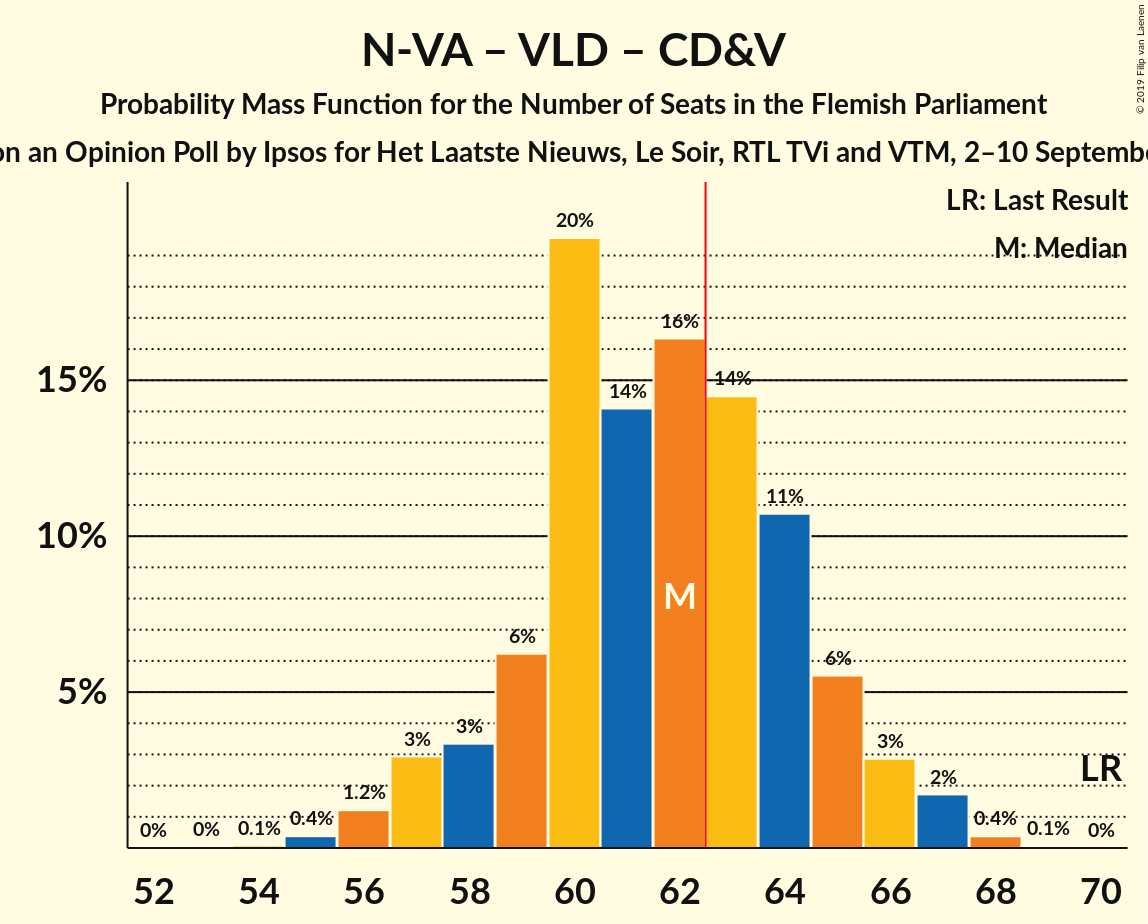 N-VA – VLD – CD&V
Probability Mass Function for the Number of Seats in the Flemish Parliament
on an Opinion Poll by Ipsos for Het Laatste Nieuws, Le Soir, RTL TVi and VTM, 2–10 Septembe
© 2019 Filip van Laenen
LR: Last Result
M: Median
20%
16%
15%
14%
14%
11%
10%
M
6%
6%
5%
3%
3%
3%
2%
LR
1.2%
0.4%
0.4%
0%
0%
0.1%
0.1%
0%
52 54 56 58 60 62 64 66 68 70